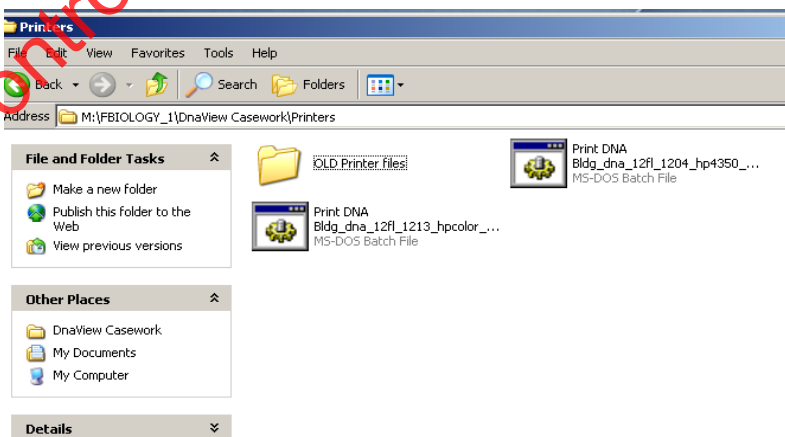 Printers
File Edit View Favorites Tools Help
Back Search Folders
Address M:\FBIOLOGY_1\DnaView Casework\Printers
File and Folder Tasks
Make a new folder
Publish this folder to the
Web
View previous versions
Other Places
DnaView Casework
My Documents
My Computer
Details
OLD Printer files
Print DNA
Bldg_dna_12fl_1204_hp4350_...
MS-DOS Batch File
Print DNA
Bldg_dna_12fl_1213_hpcolor_...
MS-DOS Batch File